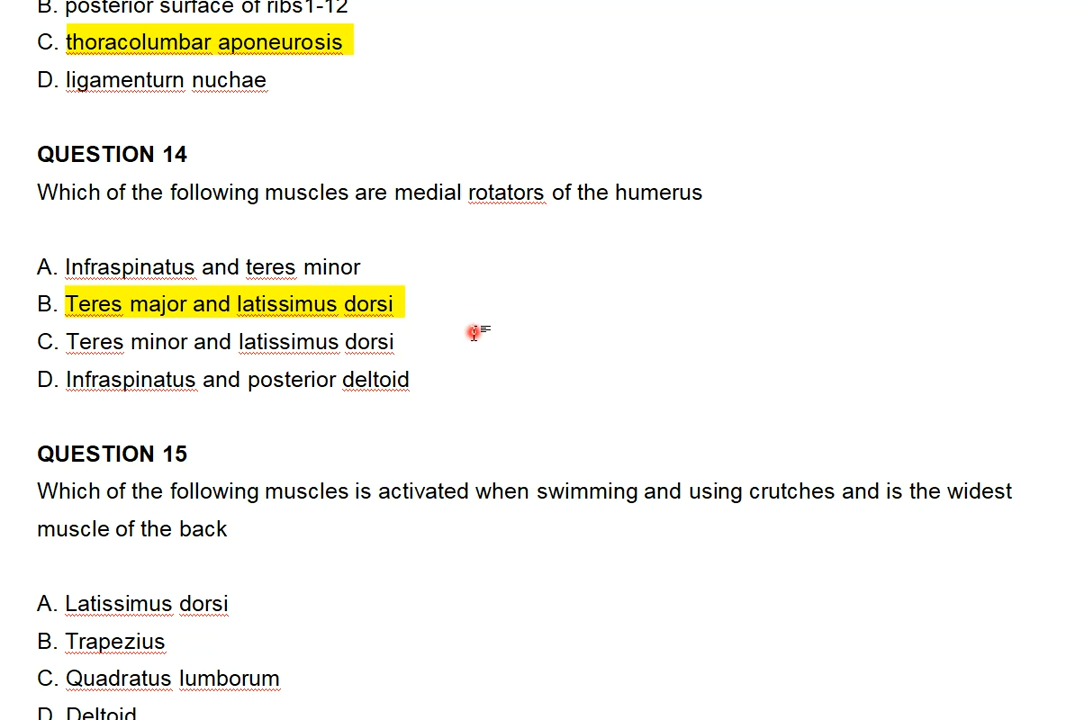 B. posterior surface of ribs1-12
C. thoracolumbar aponeurosis
D. ligamenturn nuchae
QUESTION 14
Which of the following muscles are medial rotators of the humerus
A. Infraspinatus and teres minor
B. Teres major and latissimus dorsi
C. Teres minor and latissimus dorsi
D. Infraspinatus and posterior deltoid
QUESTION 15
Which of the following muscles is activated when swimming and using crutches and is the widest
muscle of the back
A. Latissimus dorsi
B. Trapezius
C. Quadratus lumborum
D. Deltoid